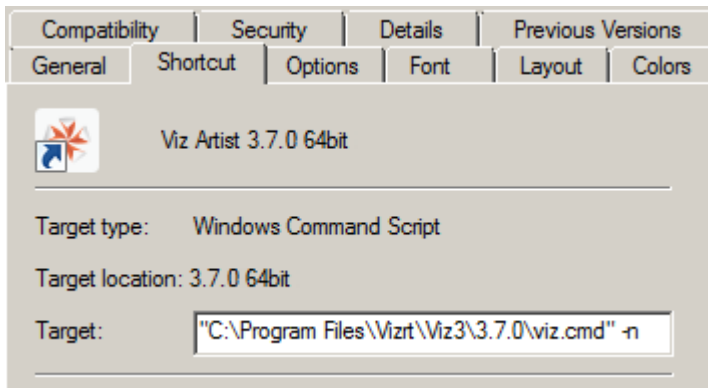 Compatibility Security Details Previous Versions
General Shortcut Options Font Layout Colors
Viz Artist 3.7.0 64bit
Target type: Windows Command Script
Target location: 3.7.0 64bit
Target: "C:\Program Files\Vizrt\Viz3\3.7.0\viz.cmd" -n